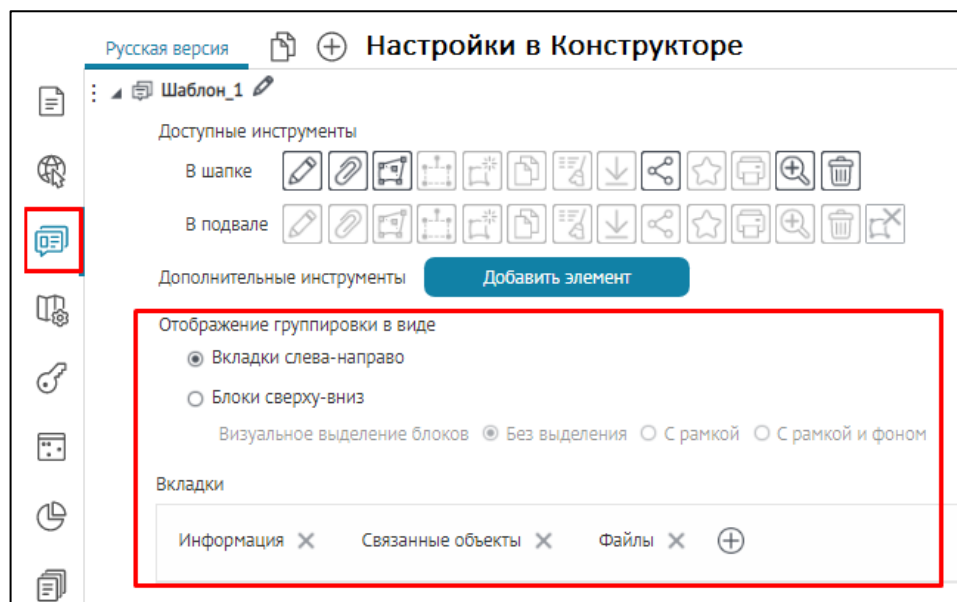 Русская версия Настройки в Конструкторе
Шаблон_1
Доступные инструменты
В шапке
В подвале
Дополнительные инструменты Добавить элемент
Отображение группировки в виде
Вкладки слева-направо
Блоки сверху-вниз
Визуальное выделение блоков Без выделения С рамкой С рамкой и фоном
Вкладки
Информация Связанные объекты Файлы